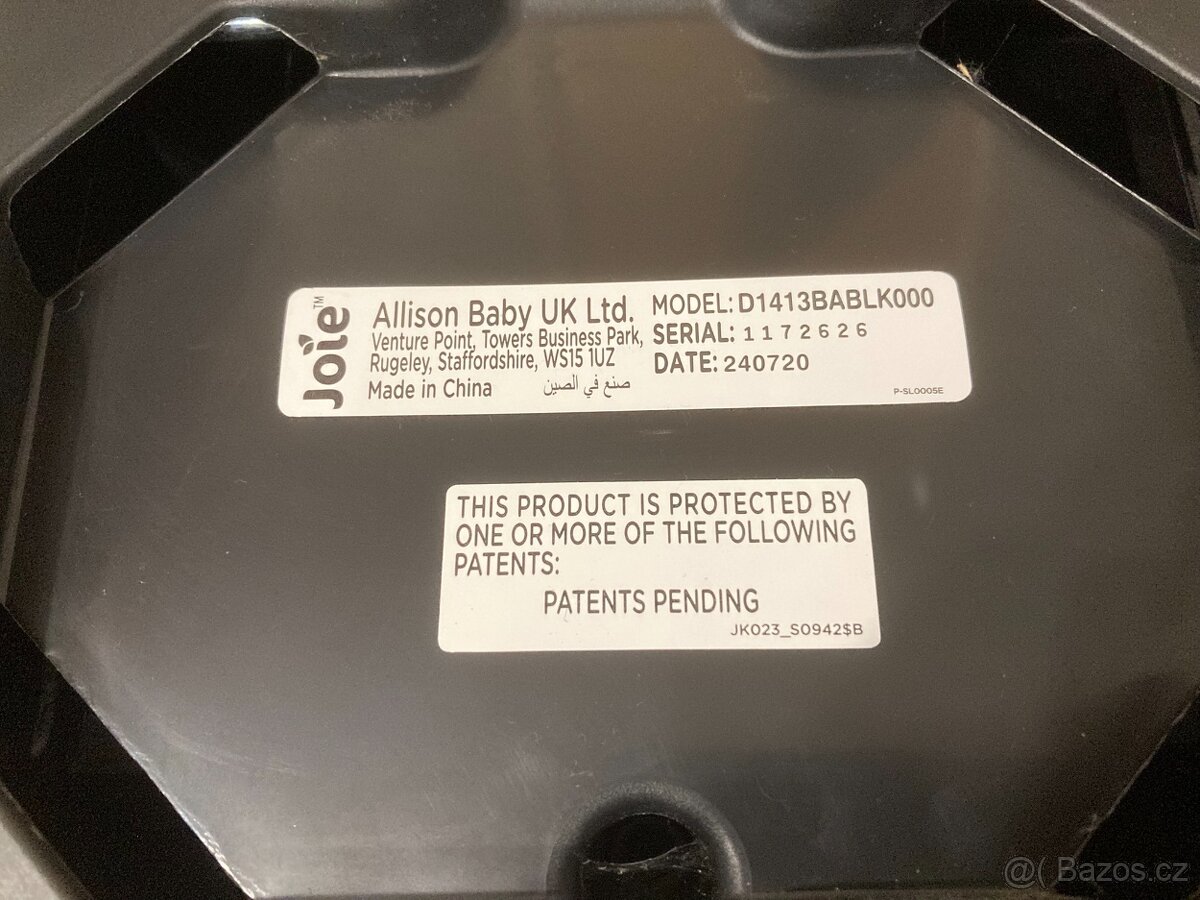 Joie™
Allison Baby UK Ltd.
Venture Point, Towers Business Park,
Rugeley, Staffordshire, WS15 1UZ
Made in China صنع في الصين
MODEL: D1413BABLK000
SERIAL: 1172626
DATE: 240720
P-SL0005E
THIS PRODUCT IS PROTECTED BY
ONE OR MORE OF THE FOLLOWING
PATENTS:
PATENTS PENDING
JK023_S0942$B
@( Bazos.cz